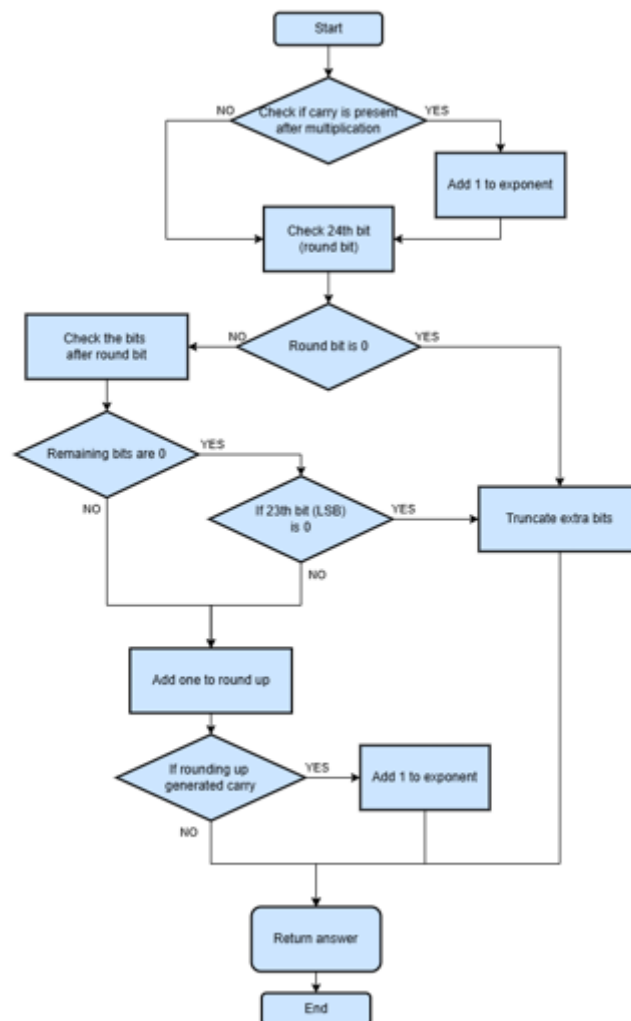 Start
NO
Check if carry is present
after multiplication
YES
Add 1 to exponent
Check 24th bit
(round bit)
Check the bits
after round bit
NO
Round bit is 0
YES
Remaining bits are 0
YES
NO
If 23th bit (LSB)
is 0
YES
Truncate extra bits
NO
Add one to round up
If rounding up
generated carry
YES
Add 1 to exponent
NO
Return answer
End